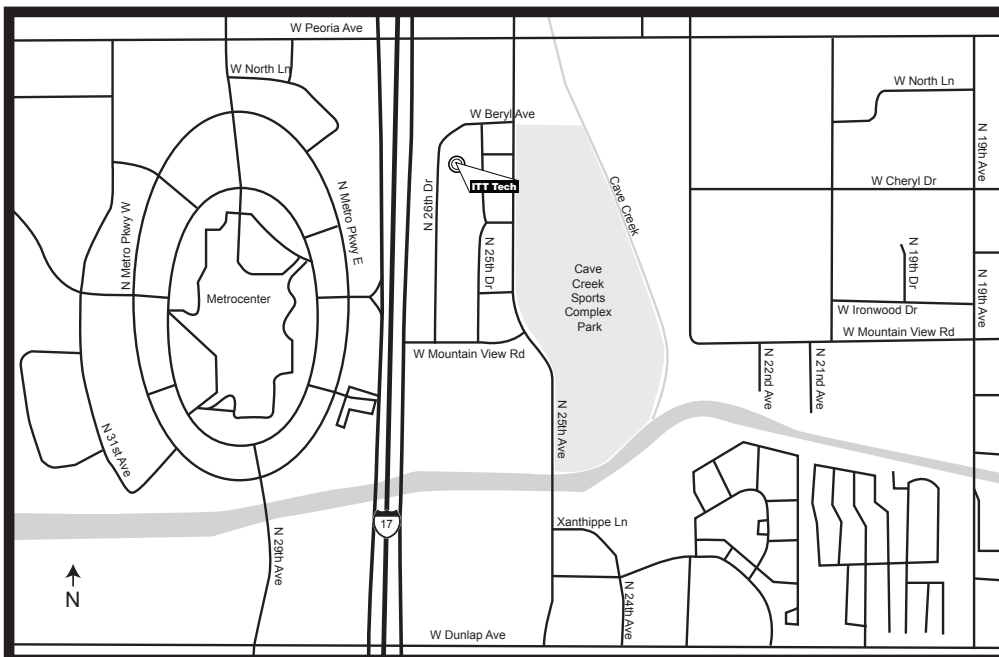 W Peoria Ave
W North Ln
W North Ln
W Beryl Ave
N 19th Ave
ITT Tech
W Cheryl Dr
N Metro Pkwy W
N Metro Pkwy E
N 26th Dr
Cave Creek
N 25th Dr
N 19th Dr
Metrocenter
Cave
Creek
Sports
Complex
Park
N 19th Ave
W Ironwood Dr
W Mountain View Rd
W Mountain View Rd
N 22nd Ave
N 21nd Ave
N 31st Ave
N 25th Ave
17
Xanthippe Ln
N 29th Ave
N
N 24th Ave
W Dunlap Ave